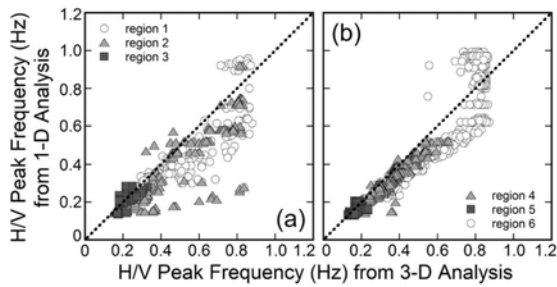 H/V Peak Frequency (Hz)
from 1-D Analysis
1.2
1.0
0.8
0.6
0.4
0.2
0
region 1
region 2
region 3
(a)
0 0.2 0.4 0.6 0.8 1.0 1.2
(b)
region 4
region 5
region 6
0 0.2 0.4 0.6 0.8 1.0 1.2
H/V Peak Frequency (Hz) from 3-D Analysis